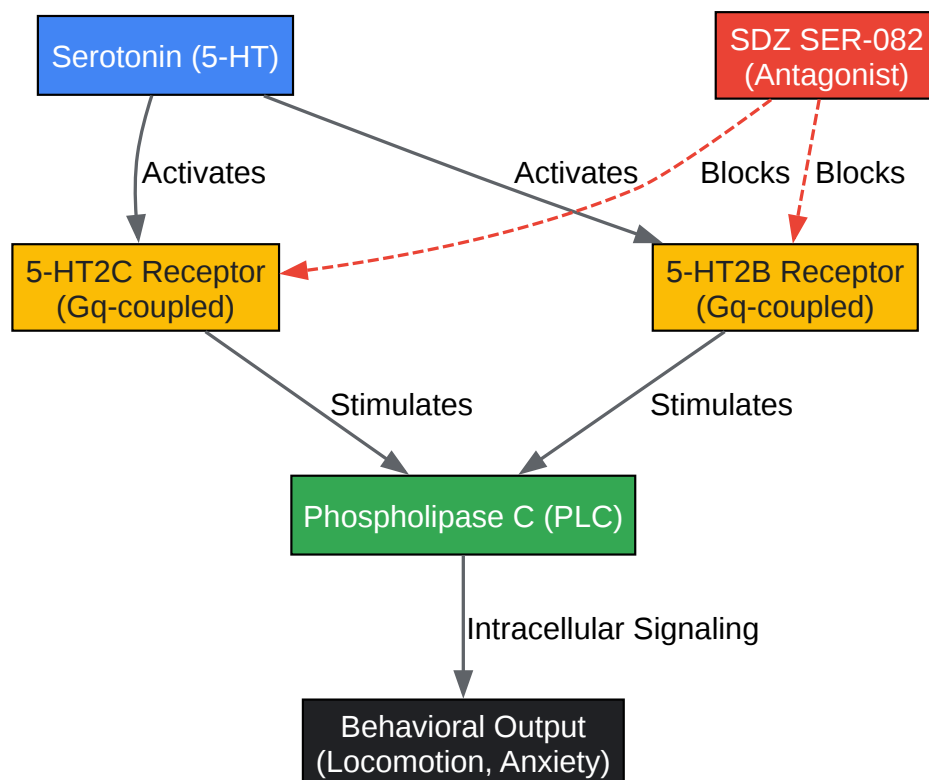 Serotonin (5-HT)
SDZ SER-082
(Antagonist)
Activates
Activates
Blocks
Blocks
5-HT2C Receptor
(Gq-coupled)
5-HT2B Receptor
(Gq-coupled)
Stimulates
Stimulates
Phospholipase C (PLC)
Intracellular Signaling
Behavioral Output
(Locomotion, Anxiety)